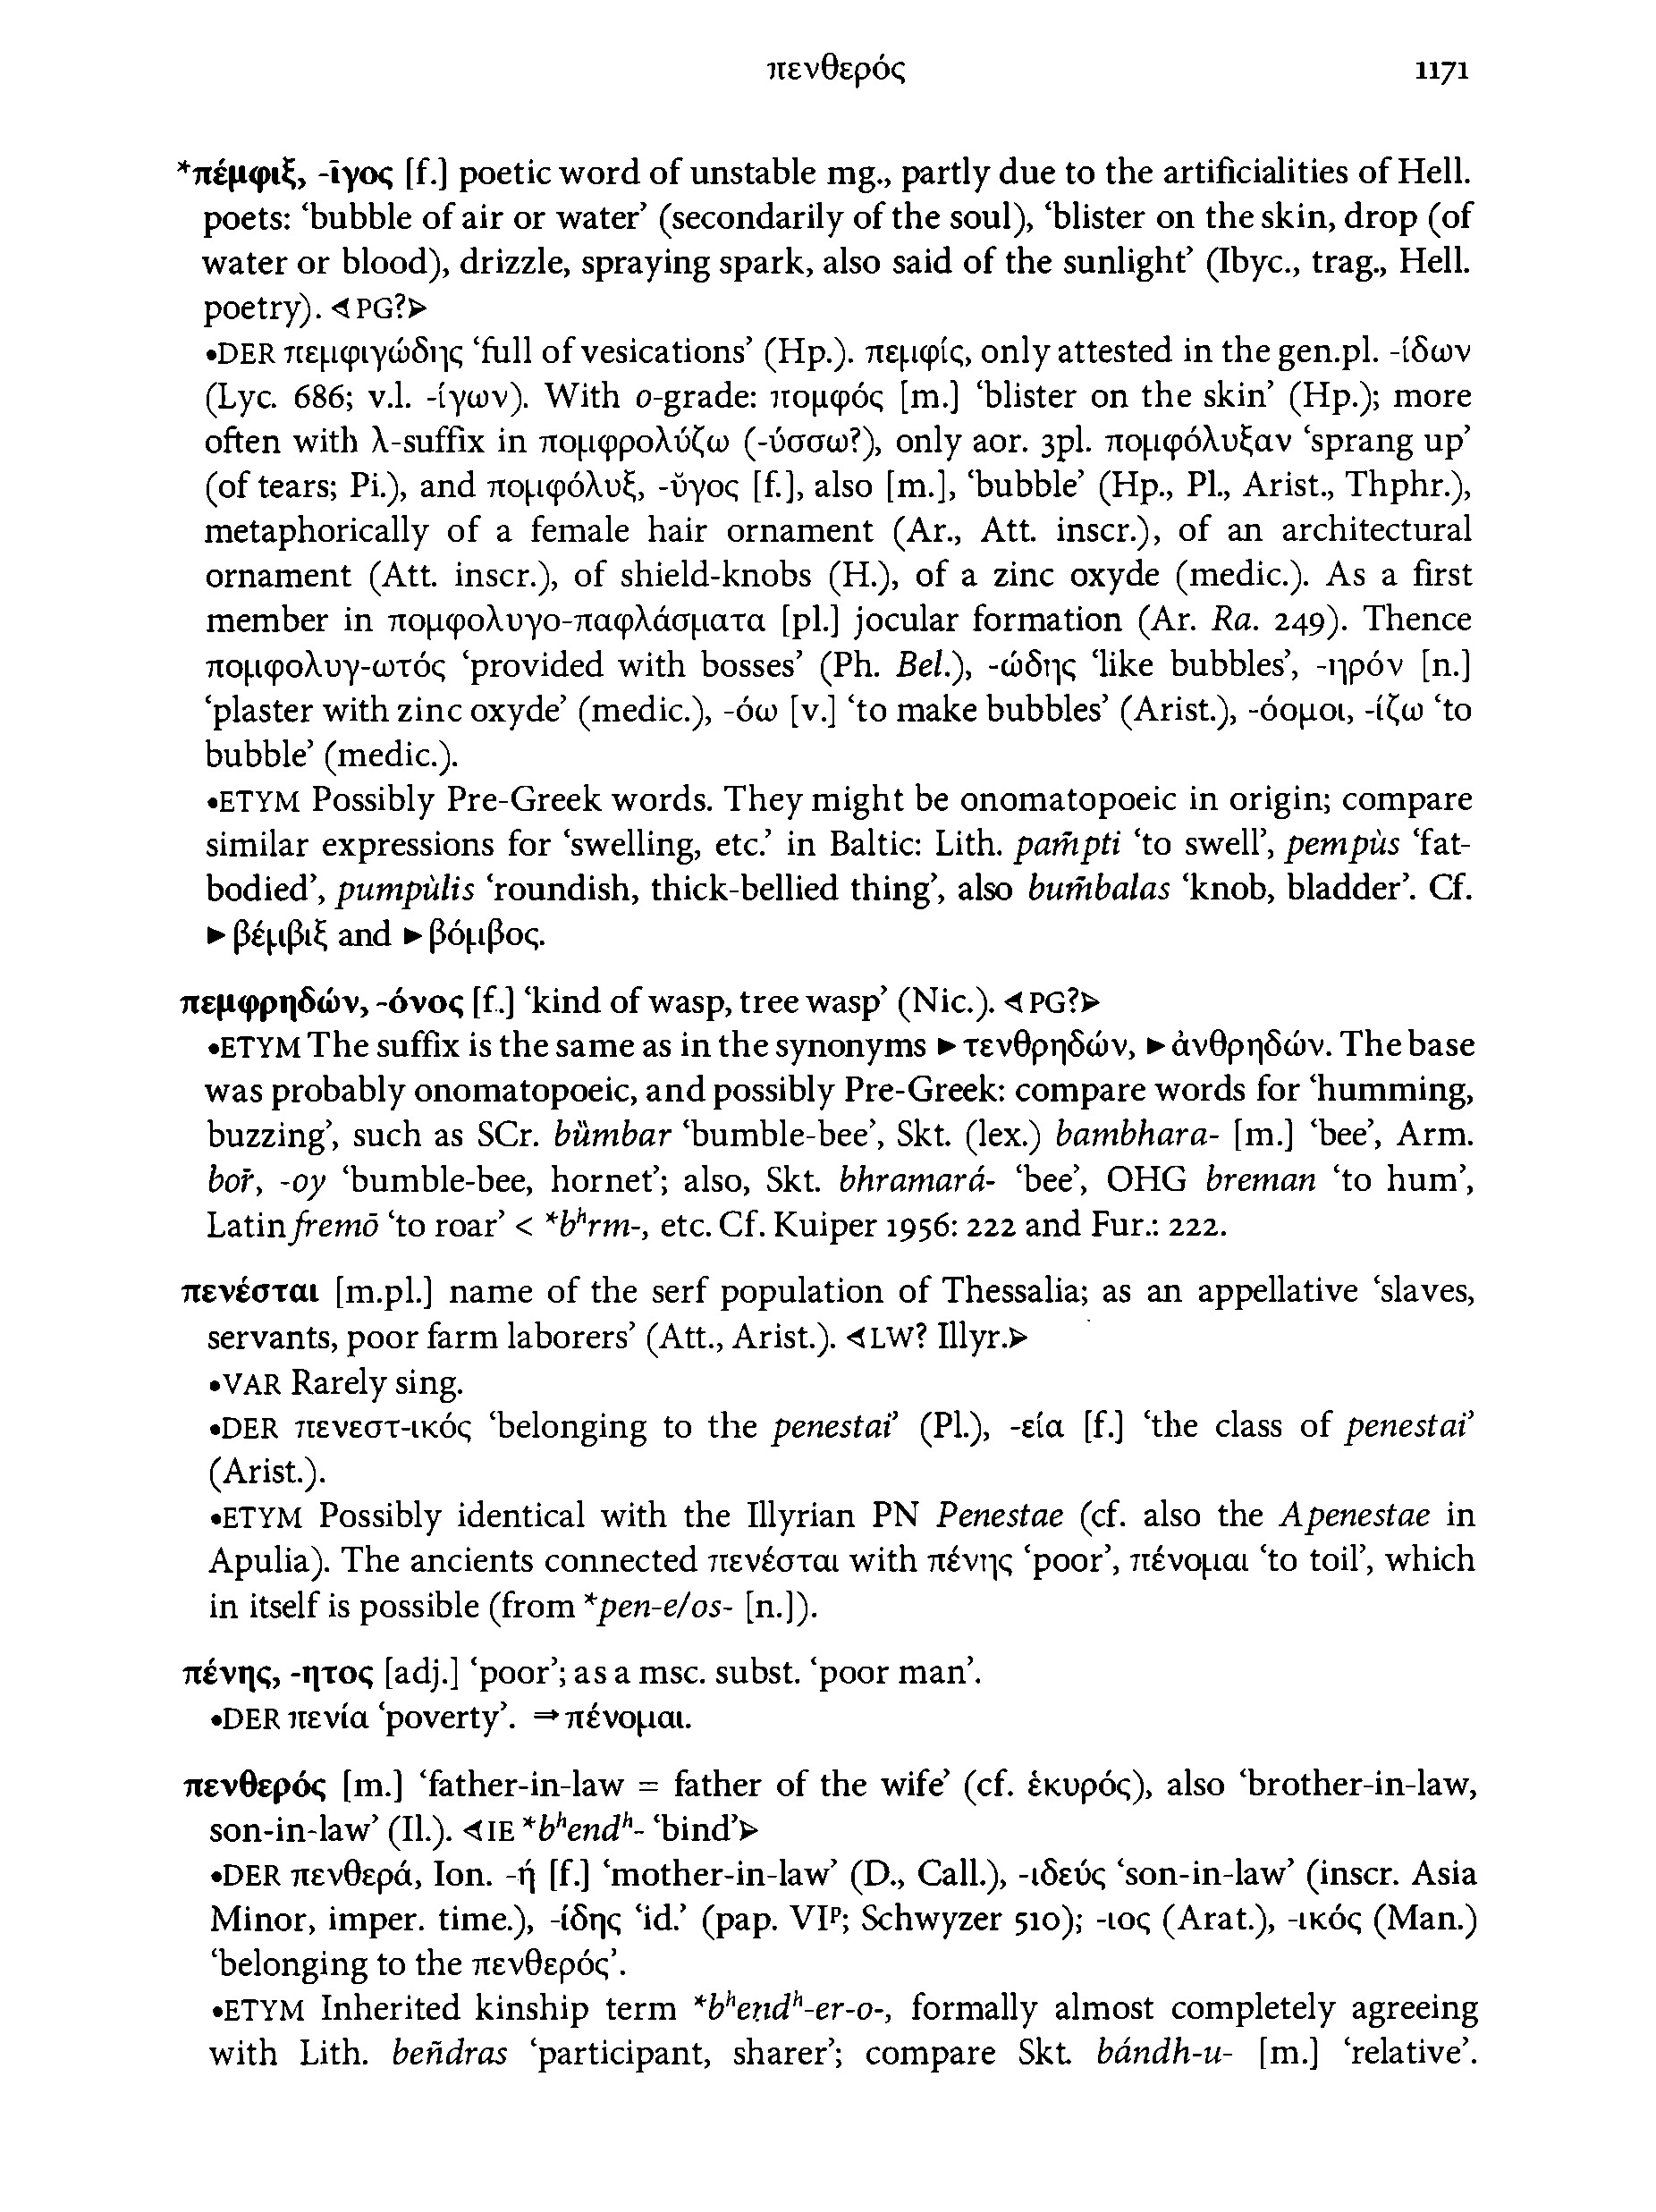 πενθερός 1171
*πέμφιξ, -ῑγος [f.] poetic word of unstable mg., partly due to the artificialities of Hell.
poets: ‘bubble of air or water’ (secondarily of the soul), ‘blister on the skin, drop (of
water or blood), drizzle, spraying spark, also said of the sunlight’ (Ibyc., trag., Hell.
poetry). ⊲PG?⊳
•DER πεμφιγώδης ‘full of vesications’ (Hp.). πεμφίς, only attested in the gen.pl. -ίδων
(Lyc. 686; v.l. -ίγων). With o-grade: πομφός [m.] ‘blister on the skin’ (Hp.); more
often with λ-suffix in πομφρολύζω (-ύσσω?), only aor. 3pl. πομφόλυξαν ‘sprang up’
(of tears; Pi.), and πομφόλυξ, -ῡγος [f.], also [m.], ‘bubble’ (Hp., Pl., Arist., Thphr.),
metaphorically of a female hair ornament (Ar., Att. inscr.), of an architectural
ornament (Att. inscr.), of shield-knobs (H.), of a zinc oxyde (medic.). As a first
member in πομφολυγο-παφλάσματα [pl.] jocular formation (Ar. Ra. 249). Thence
πομφολυγ-ωτός ‘provided with bosses’ (Ph. Bel.), -ώδης ‘like bubbles’, -ηρόν [n.]
‘plaster with zinc oxyde’ (medic.), -όω [v.] ‘to make bubbles’ (Arist.), -όομοι, -ίζω ‘to
bubble’ (medic.).
•ETYM Possibly Pre-Greek words. They might be onomatopoeic in origin; compare
similar expressions for ‘swelling, etc.’ in Baltic: Lith. pam̃pti ‘to swell’, pempùs ‘fat-
bodied’, pumpùlis ‘roundish, thick-bellied thing’, also bum̃balas ‘knob, bladder’. Cf.
►βέμβιξ and ►βόμβος.
πεμφρηδών, -όνος [f.] ‘kind of wasp, tree wasp’ (Nic.). ⊲PG?⊳
•ETYM The suffix is the same as in the synonyms ►τενθρηδών, ►ἀνθρηδών. The base
was probably onomatopoeic, and possibly Pre-Greek: compare words for ‘humming,
buzzing’, such as SCr. bȕmbar ‘bumble-bee’, Skt. (lex.) bambhara- [m.] ‘bee’, Arm.
boṙ, -oy ‘bumble-bee, hornet’; also, Skt. bhramará- ‘bee’, OHG breman ‘to hum’,
Latin fremō ‘to roar’ < *bʰrm-, etc. Cf. Kuiper 1956: 222 and Fur.: 222.
πενέσται [m.pl.] name of the serf population of Thessalia; as an appellative ‘slaves,
servants, poor farm laborers’ (Att., Arist.). ⊲LW? Illyr.⊳
•VAR Rarely sing.
•DER πενεστ-ικός ‘belonging to the penestai’ (Pl.), -εία [f.] ‘the class of penestai’
(Arist.).
•ETYM Possibly identical with the Illyrian PN Penestae (cf. also the Apenestae in
Apulia). The ancients connected πενέσται with πένης ‘poor’, πένομαι ‘to toil’, which
in itself is possible (from *pen-e/os- [n.]).
πένης, -ητος [adj.] ‘poor’; as a msc. subst. ‘poor man’.
•DER πενία ‘poverty’. ⇒πένομαι.
πενθερός [m.] ‘father-in-law = father of the wife’ (cf. ἑκυρός), also ‘brother-in-law,
son-in-law’ (Il.). ⊲IE *bʰendʰ- ‘bind’⊳
•DER πενθερά, Ion. -ή [f.] ‘mother-in-law’ (D., Call.), -ιδεύς ‘son-in-law’ (inscr. Asia
Minor, imper. time.), -ίδης ‘id.’ (pap. VIᵖ; Schwyzer 510); -ιος (Arat.), -ικός (Man.)
‘belonging to the πενθερός’.
•ETYM Inherited kinship term *bʰendʰ-er-o-, formally almost completely agreeing
with Lith. beñdras ‘participant, sharer’; compare Skt. bándh-u- [m.] ‘relative’.